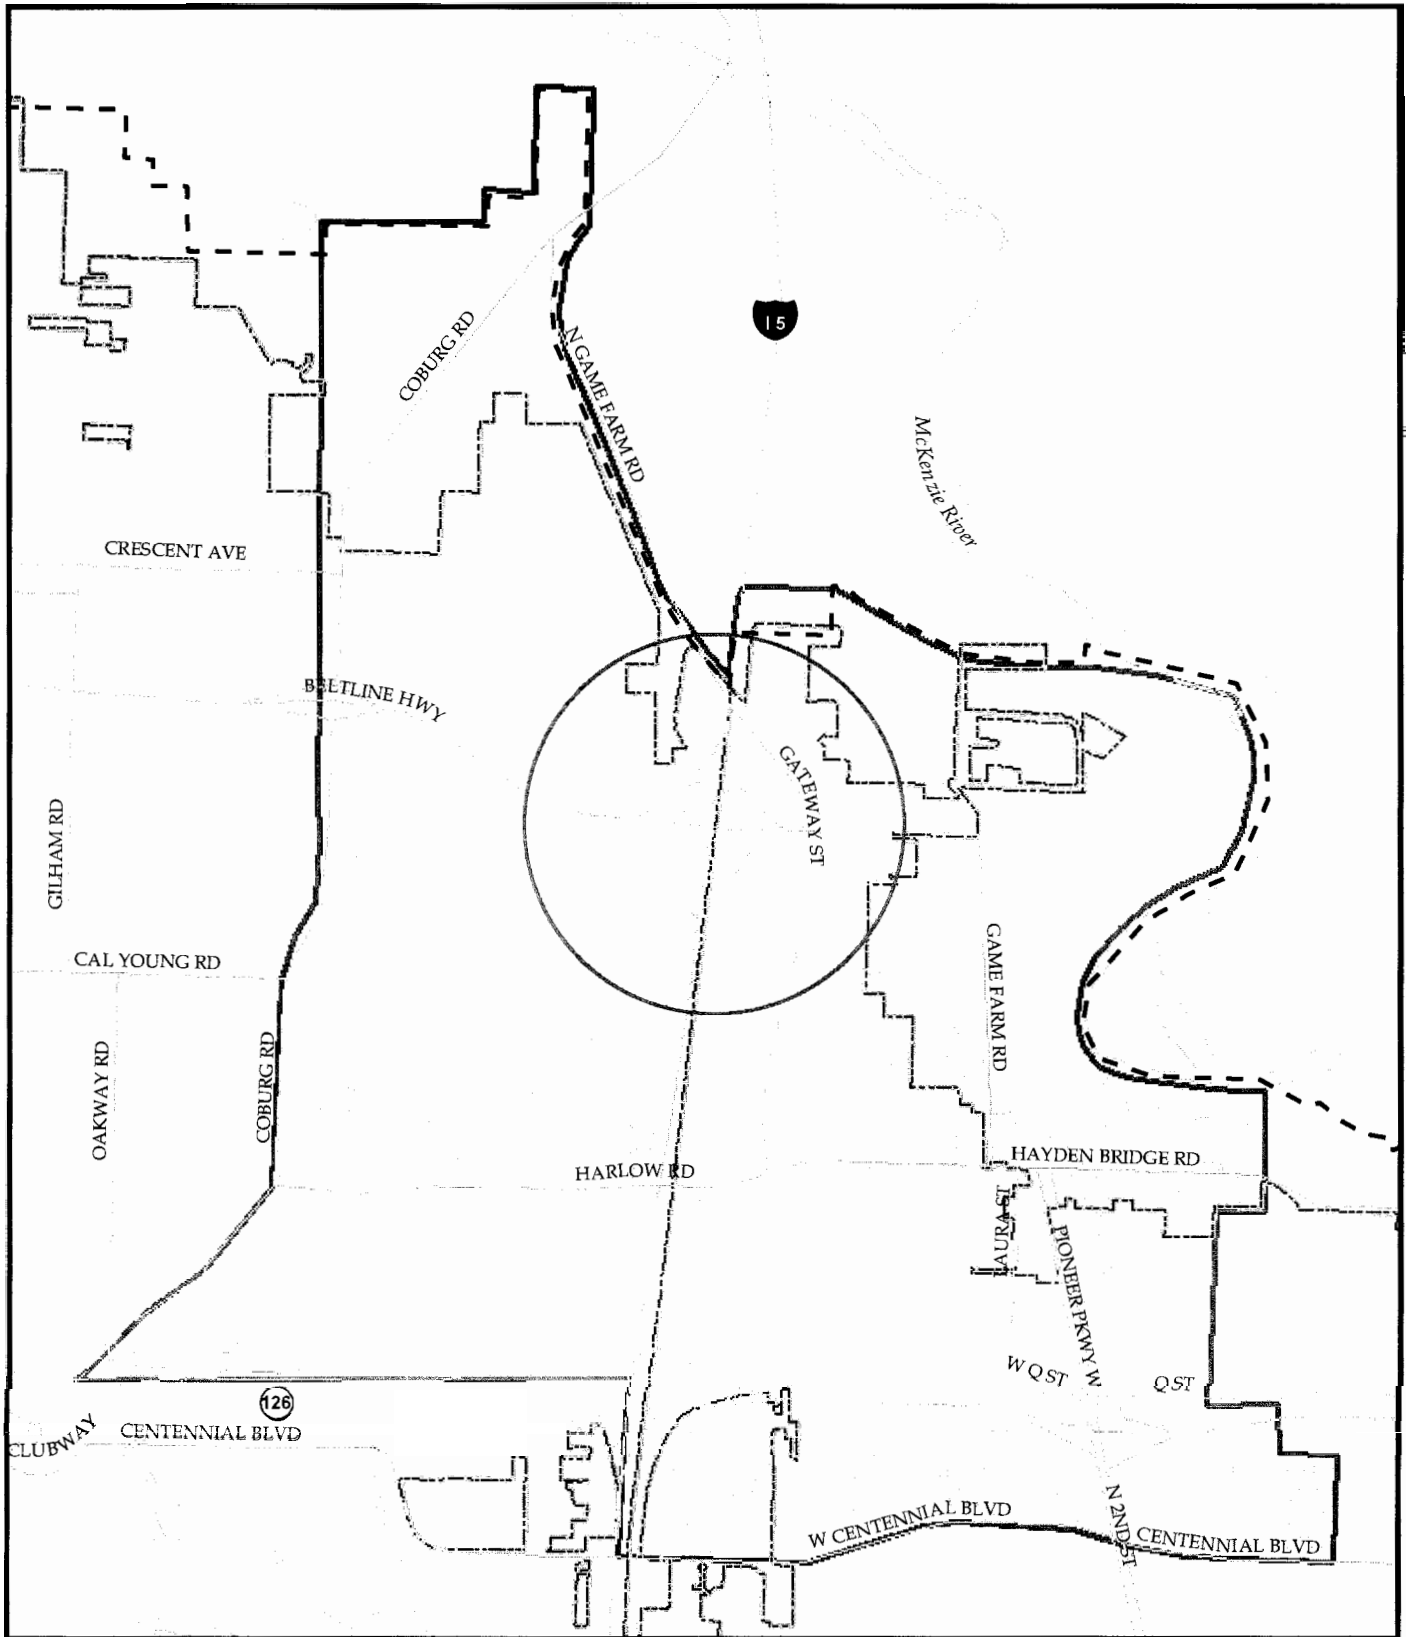 I 5
COBURG RD
N GAME FARM RD
McKenzie River
CRESCENT AVE
BELTLINE HWY
GATEWAY ST
GILHAM RD
CAL YOUNG RD
GAME FARM RD
OAKWAY RD
COBURG RD
HARLOW RD
HAYDEN BRIDGE RD
LAURA ST
PIONEER PKWY W
W Q ST
Q ST
126
CLUBWAY
CENTENNIAL BLVD
W CENTENNIAL BLVD
N 2ND ST
CENTENNIAL BLVD